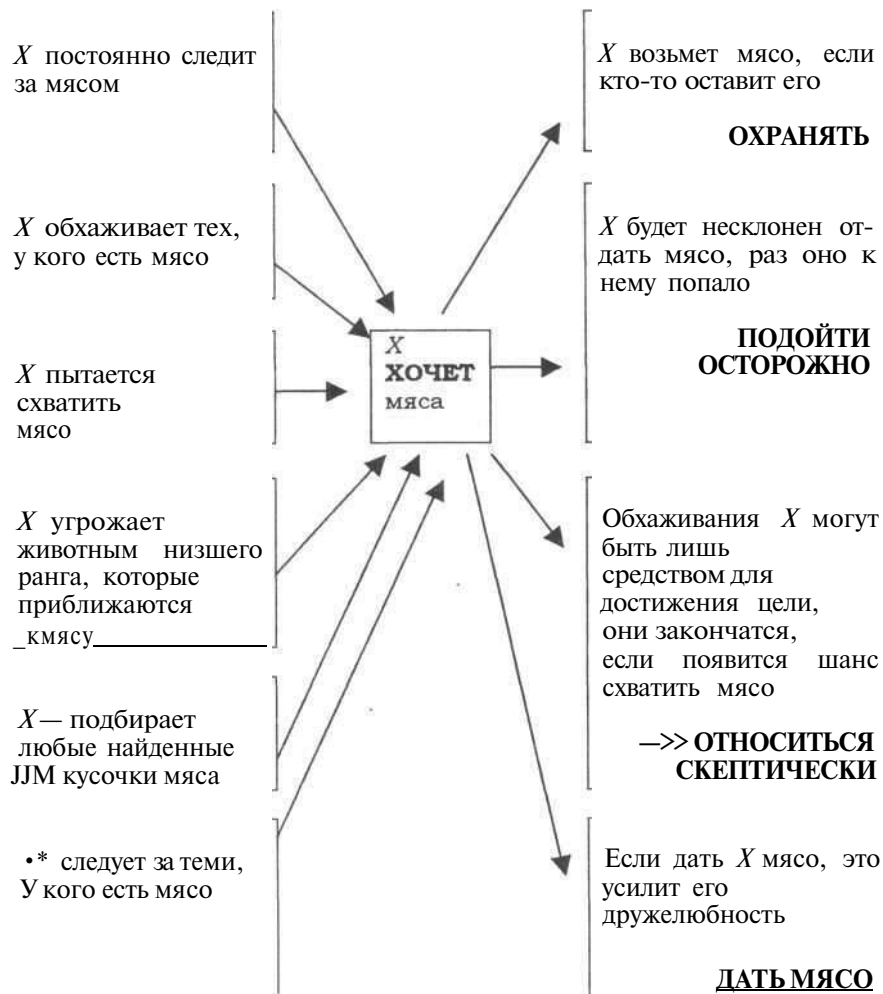 X постоянно следит
за мясом
X обхаживает тех,
у кого есть мясо
X пытается
схватить
мясо
X угрожает
животным низшего
ранга, которые
приближаются
_кмясу
X— подбирает
любые найденные
JJM кусочки мяса
•* следует за теми,
У кого есть мясо
X
ХОЧЕТ
мяса
X возьмет мясо, если
кто-то оставит его
ОХРАНЯТЬ
X будет несклонен от-
дать мясо, раз оно к
нему попало
ПОДОЙТИ
ОСТОРОЖНО
Обхаживания X могут
быть лишь
средством для
достижения цели,
они закончатся,
если появится шанс
схватить мясо
—>> ОТНОСИТЬСЯ
СКЕПТИЧЕСКИ
Если дать X мясо, это
усилит его
дружелюбность
ДАТЬ МЯСО